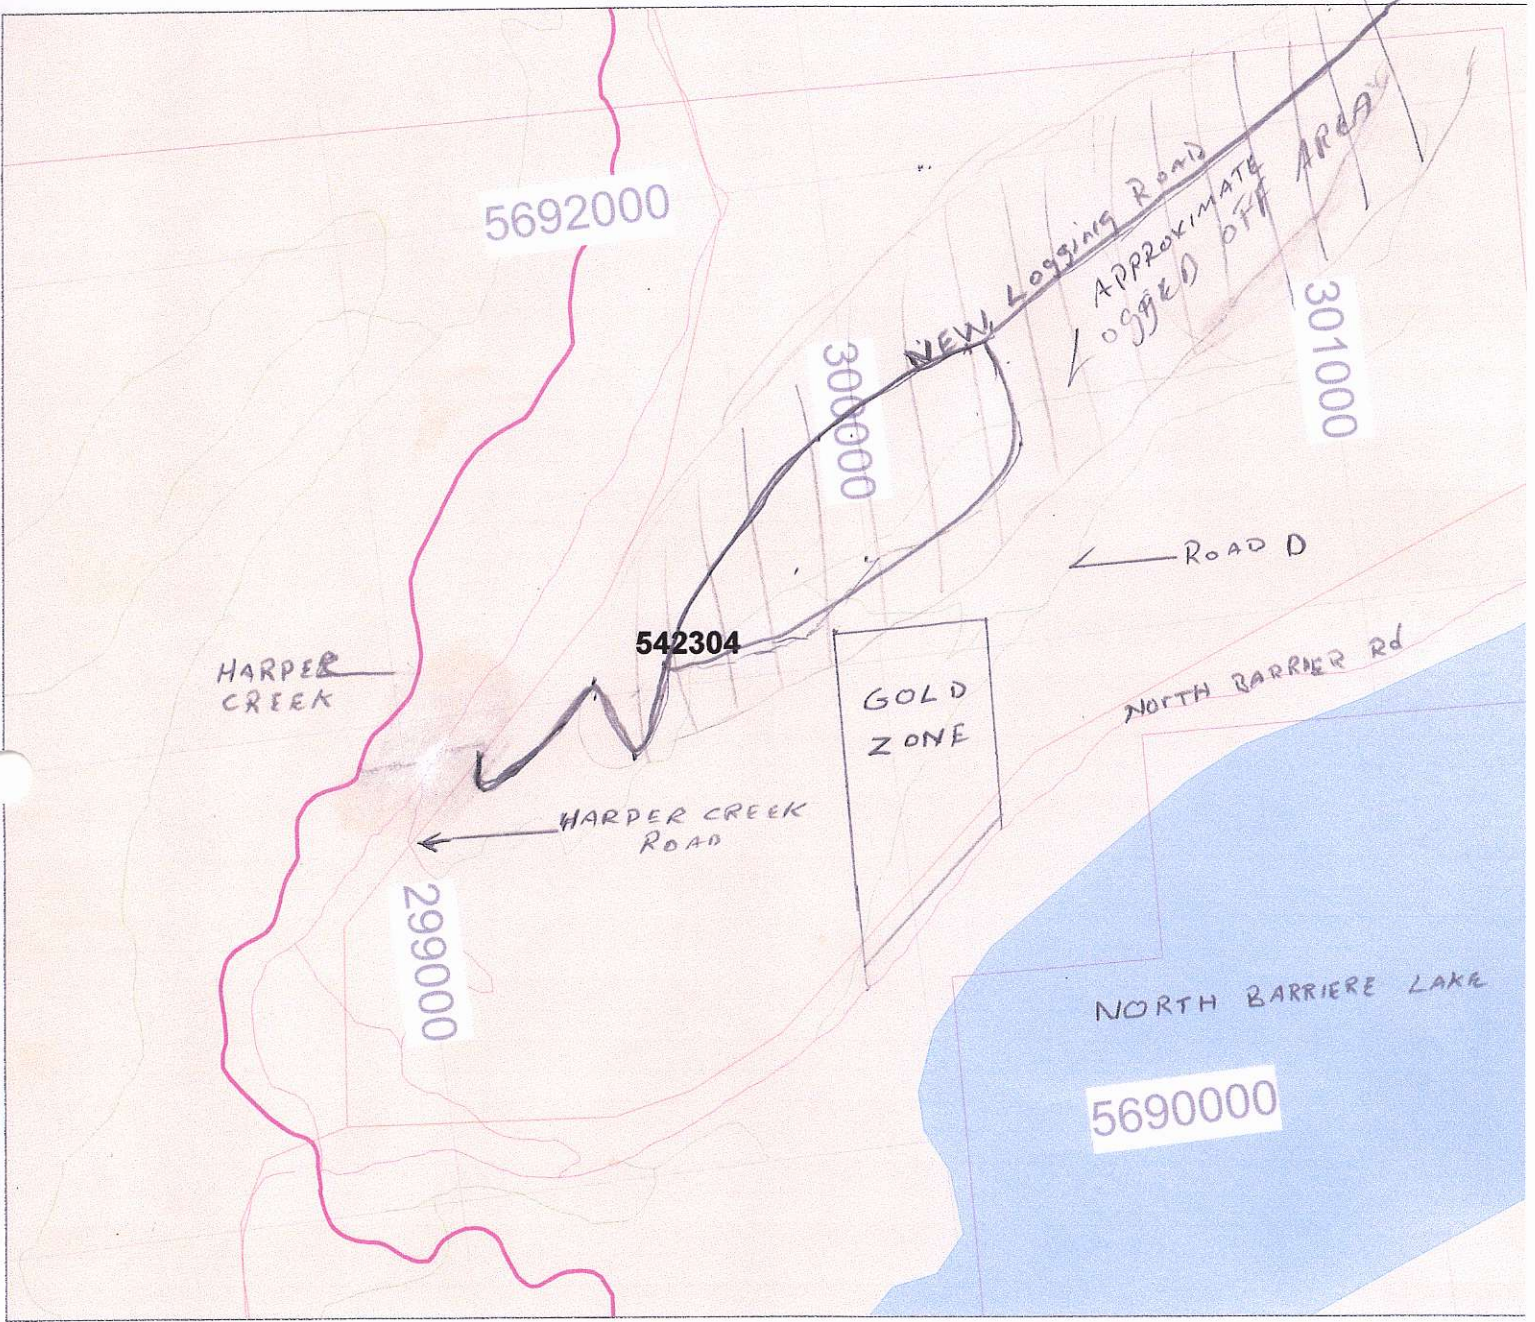 5692000
NEW Logging Road
APPROXIMATE
LoggED OFF AREA
300000
301000
ROAD D
542304
HARPER
CREEK
GOLD
ZONE
NORTH BARRIER Rd
HARPER CREEK
ROAD
299000
NORTH BARRIERE LAKE
5690000